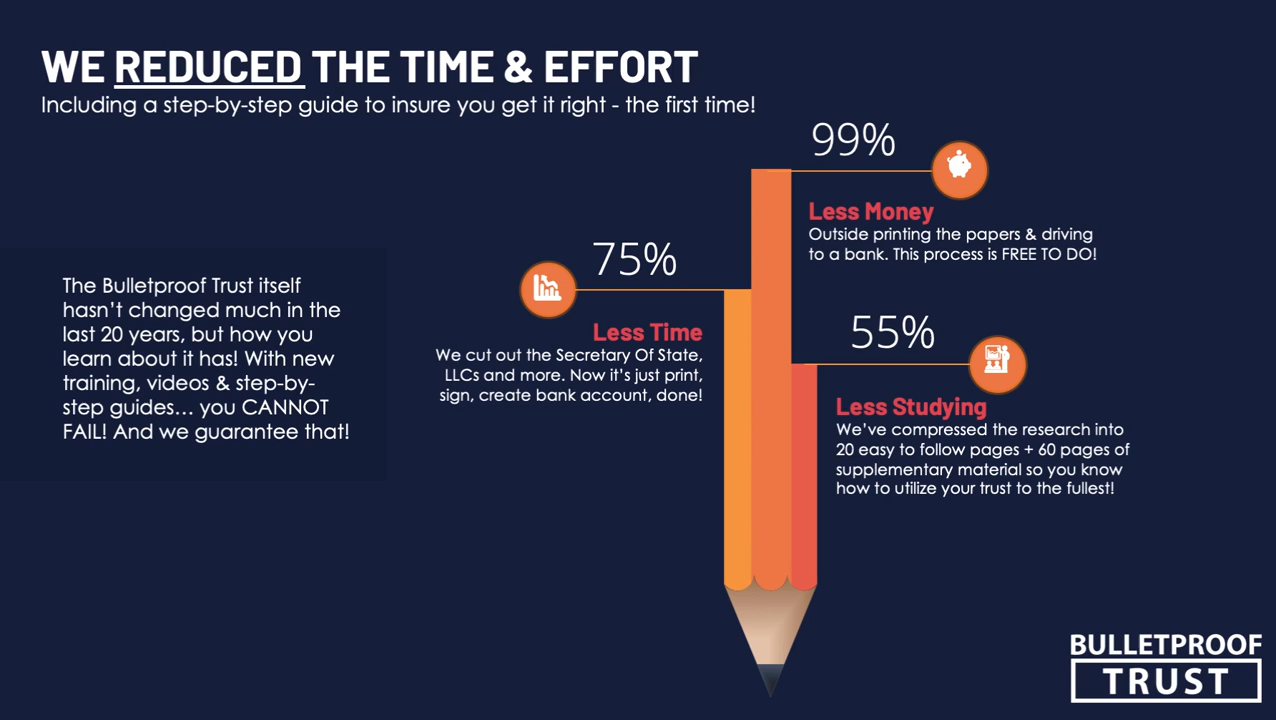 WE REDUCED THE TIME & EFFORT
Including a step-by-step guide to insure you get it right - the first time!
99%
Less Money
Outside printing the papers & driving
to a bank. This process is FREE TO DO!
75%
Less Time
We cut out the Secretary Of State,
LLCs and more. Now it's just print,
sign, create bank account, done!
The Bulletproof Trust itself
hasn't changed much in the
last 20 years, but how you
learn about it has! With new
training, videos & step-by-
step guides... you CANNOT
FAIL! And we guarantee that!
55%
Less Studying
We've compressed the research into
20 easy to follow pages + 60 pages of
supplementary material so you know
how to utilize your trust to the fullest!
BULLETPROOF
TRUST